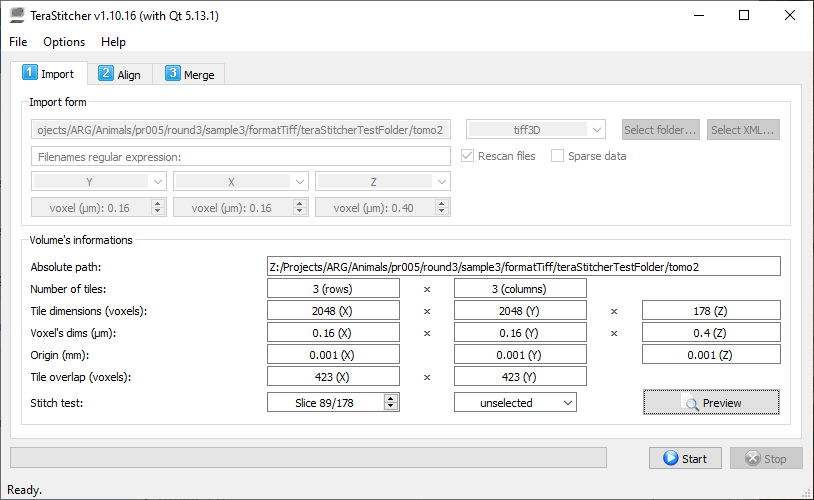 TeraStitcher v1.10.16 (with Qt 5.13.1)
File Options Help
1 Import 2 Align 3 Merge
Import form
ojects/ARG/Animals/pr005/round3/sample3/formatTiff/teraStitcherTestFolder/tomo2 tiff3D Select folder... Select XML...
Filenames regular expression: Rescan files Sparse data
Y X Z
voxel (µm): 0.16 voxel (µm): 0.16 voxel (µm): 0.40
Volume's informations
Absolute path: Z:/Projects/ARG/Animals/pr005/round3/sample3/formatTiff/teraStitcherTestFolder/tomo2
Number of tiles: 3 (rows) × 3 (columns)
Tile dimensions (voxels): 2048 (X) × 2048 (Y) × 178 (Z)
Voxel's dims (µm): 0.16 (X) × 0.16 (Y) × 0.4 (Z)
Origin (mm): 0.001 (X) 0.001 (Y) 0.001 (Z)
Tile overlap (voxels): 423 (X) × 423 (Y)
Stitch test: Slice 89/178 unselected Preview
Start Stop
Ready.